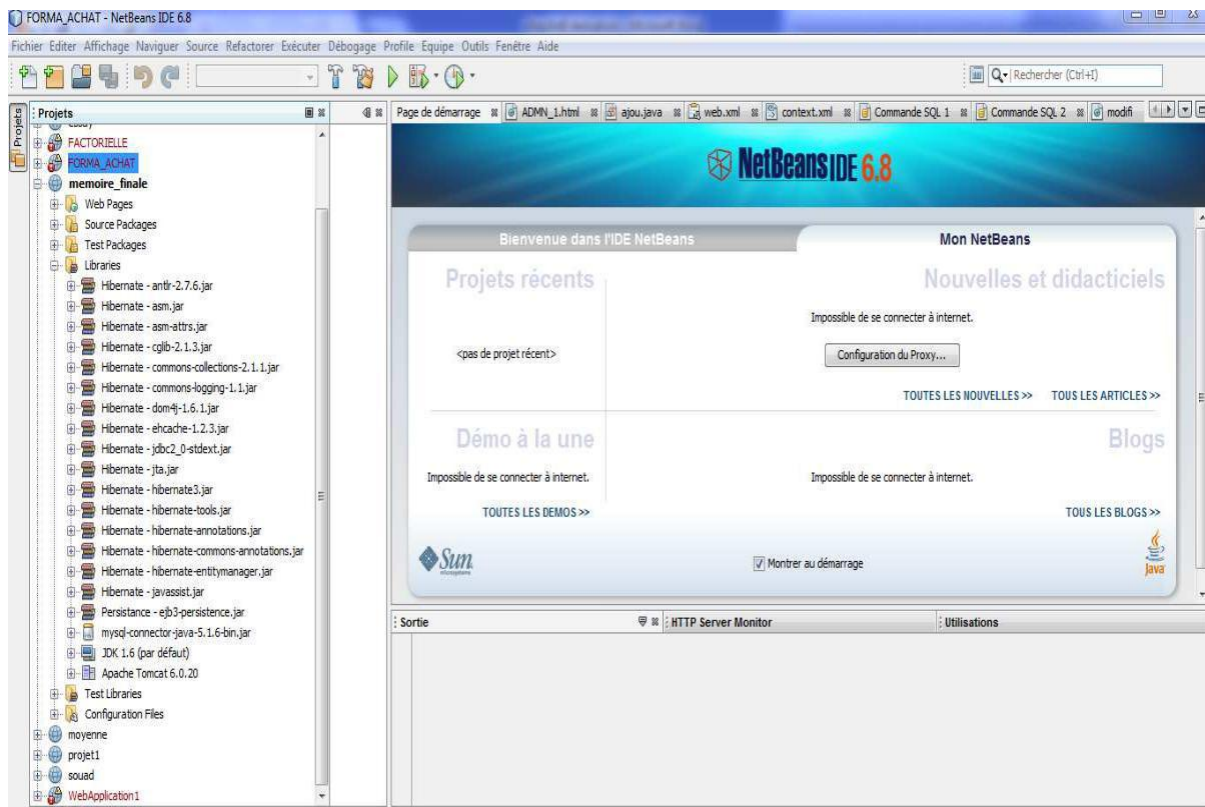 FORMA_ACHAT - NetBeans IDE 6.8
Fichier Editer Affichage Naviguer Source Refactorer Exécuter Débogage Profile Equipe Outils Fenêtre Aide
Rechercher (Ctrl+I)
Projets
Projets
Page de démarrage
ADMN_1.html
ajou.java
web.xml
context.xml
Commande SQL 1
Commande SQL 2
modifi
FACTORIELLE
FORMA_ACHAT
memoire_finale
Web Pages
Source Packages
Test Packages
Libraries
Hibernate - antlr-2.7.6.jar
Hibernate - asm.jar
Hibernate - asm-attrs.jar
Hibernate - cglib-2.1.3.jar
Hibernate - commons-collections-2.1.1.jar
Hibernate - commons-logging-1.1.jar
Hibernate - dom4j-1.6.1.jar
Hibernate - ehcache-1.2.3.jar
Hibernate - jdbc2_0-stdext.jar
Hibernate - jta.jar
Hibernate - hibernate3.jar
Hibernate - hibernate-tools.jar
Hibernate - hibernate-annotations.jar
Hibernate - hibernate-commons-annotations.jar
Hibernate - hibernate-entitymanager.jar
Hibernate - javassist.jar
Persistance - ejb3-persistence.jar
mysql-connector-java-5.1.6-bin.jar
JDK 1.6 (par défaut)
Apache Tomcat 6.0.20
Test Libraries
Configuration Files
moyenne
projet1
souad
WebApplication1
NetBeans IDE 6.8
Bienvenue dans l'IDE NetBeans
Mon NetBeans
Projets récents
<pas de projet récent>
Nouvelles et didacticiels
Impossible de se connecter à internet.
Configuration du Proxy...
TOUTES LES NOUVELLES >>
TOUS LES ARTICLES >>
Démo à la une
Impossible de se connecter à internet.
TOUTES LES DEMOS >>
Blogs
Impossible de se connecter à internet.
TOUS LES BLOGS >>
Sun
microsystems
Montrer au démarrage
Java
Sortie
HTTP Server Monitor
Utilisations